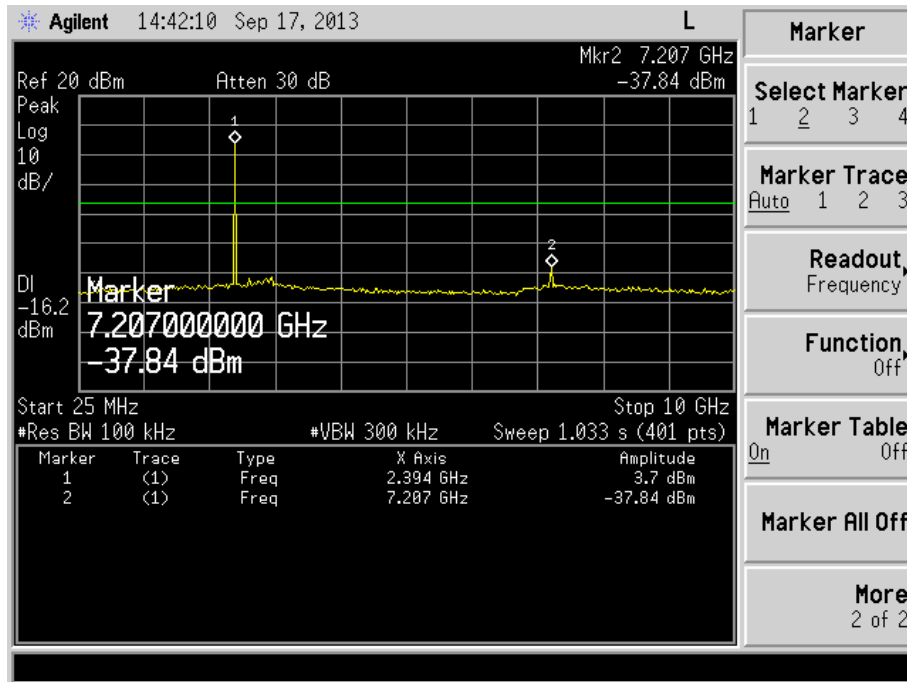 Agilent 14:42:10 Sep 17, 2013 L
Mkr2 7.207 GHz
Ref 20 dBm Atten 30 dB -37.84 dBm
Peak
Log
10
dB/
1
2
DI
-16.2
dBm
Marker
7.207000000 GHz
-37.84 dBm
Start 25 MHz Stop 10 GHz
#Res BW 100 kHz #VBW 300 kHz Sweep 1.033 s (401 pts)
Marker Trace Type X Axis Amplitude
1 (1) Freq 2.394 GHz 3.7 dBm
2 (1) Freq 7.207 GHz -37.84 dBm
Marker
Select Marker
1 2 3 4
Marker Trace
Auto 1 2 3
Readout
Frequency
Function
Off
Marker Table
On Off
Marker All Off
More
2 of 2